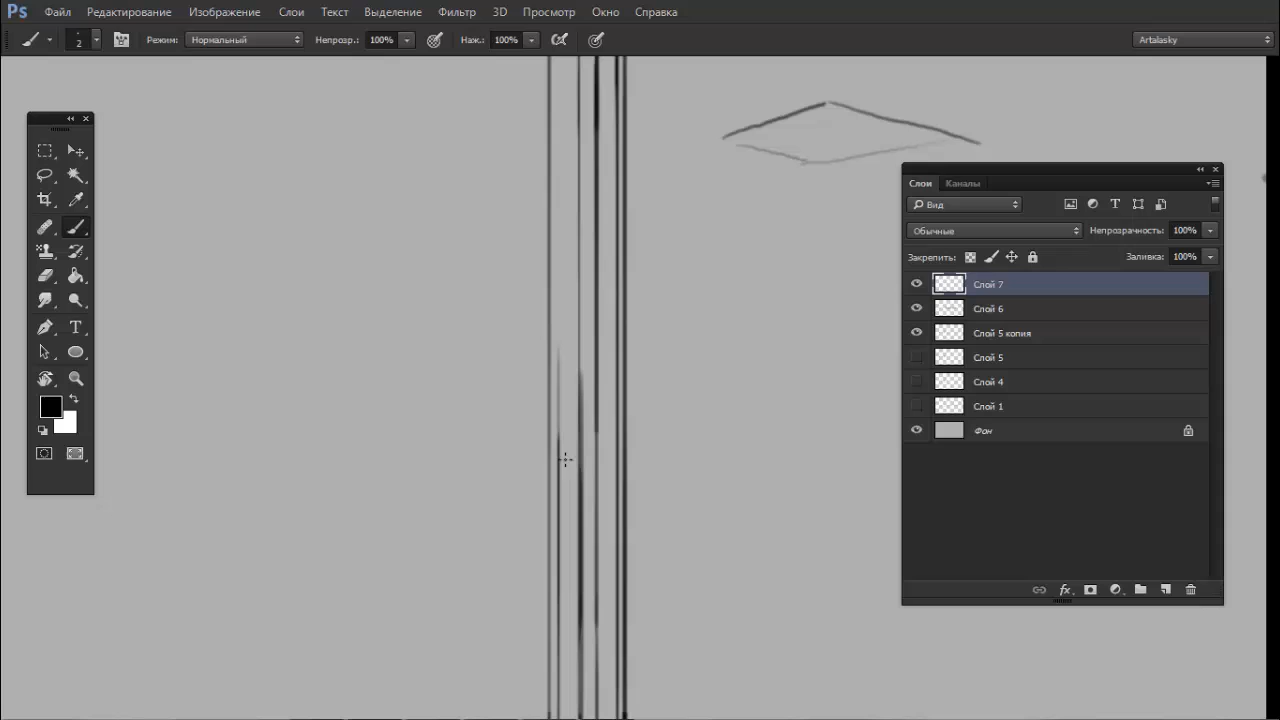 Ps Файл Редактирование Изображение Слои Текст Выделение Фильтр 3D Просмотр Окно Справка
2 Режим: Нормальный Непрозр.: 100% Наж.: 100% Artalasky
Слои Каналы
Вид
Обычные Непрозрачность: 100%
Закрепить: Заливка: 100%
Слой 7
Слой 6
Слой 5 копия
Слой 5
Слой 4
Слой 1
Фон
fx